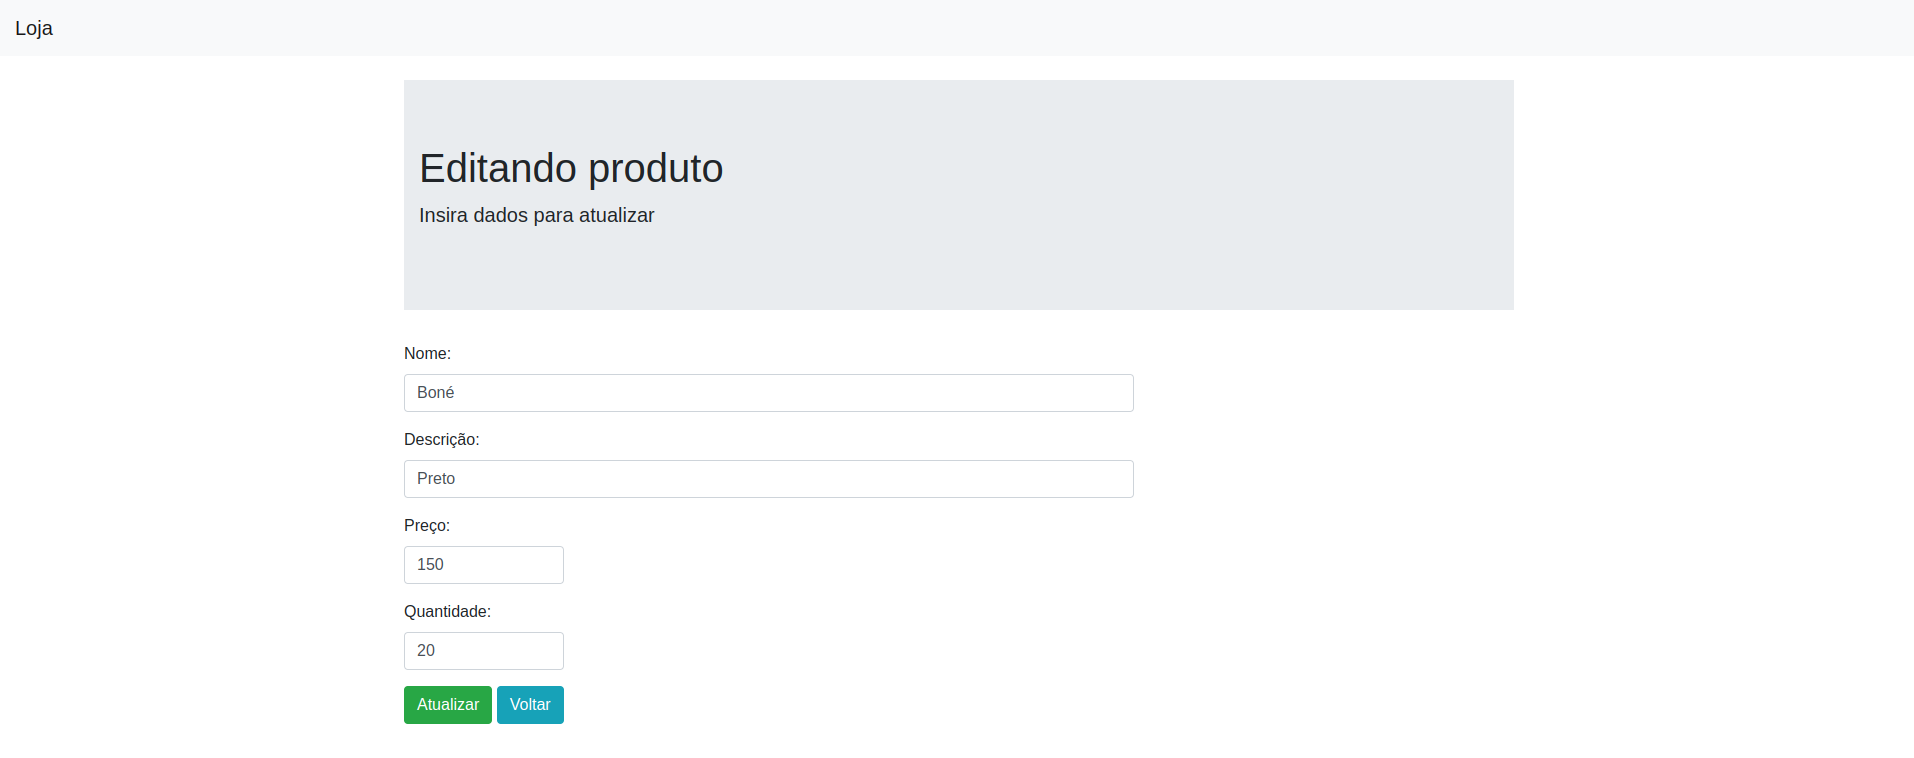 Loja
Editando produto
Insira dados para atualizar
Nome:
Boné
Descrição:
Preto
Preço:
150
Quantidade:
20
Atualizar Voltar